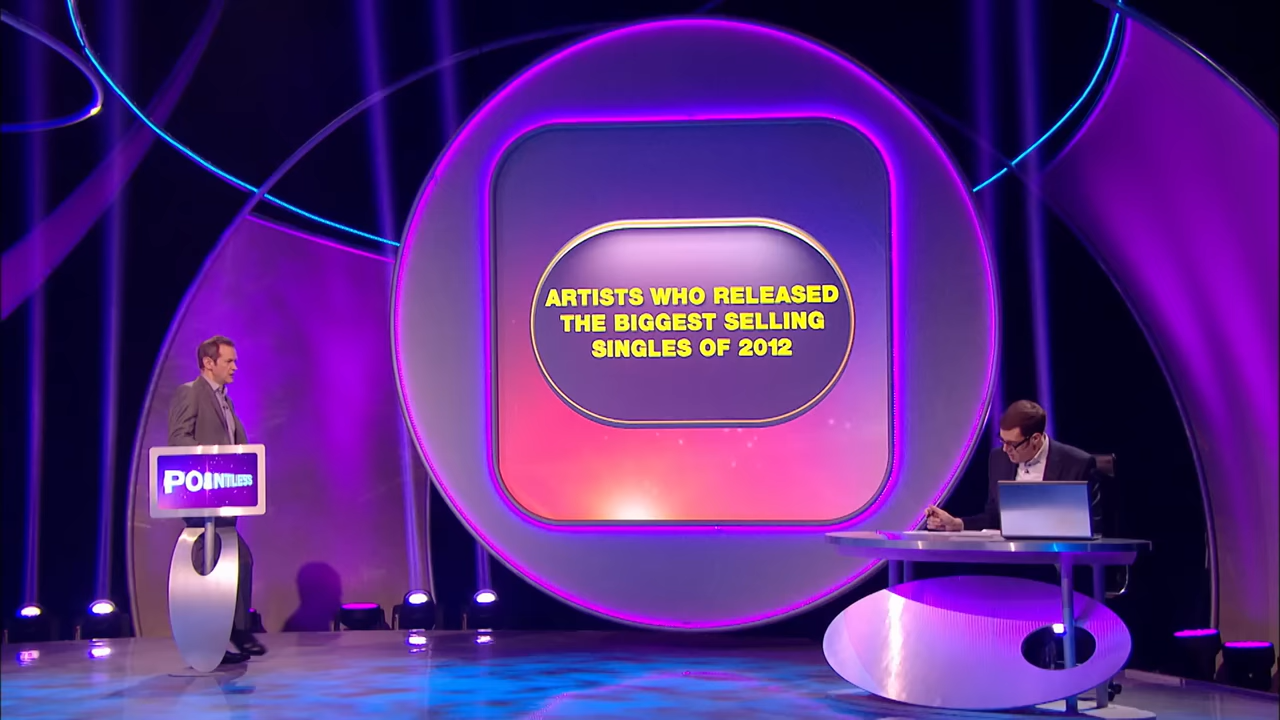 ARTISTS WHO RELEASED
THE BIGGEST SELLING
SINGLES OF 2012
POINTLESS